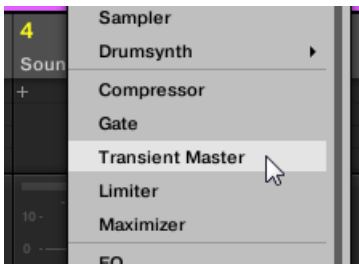 Sampler
4
Drumsynth
Soun
+
Compressor
Gate
Transient Master
Limiter
10-
Maximizer
0
EQ